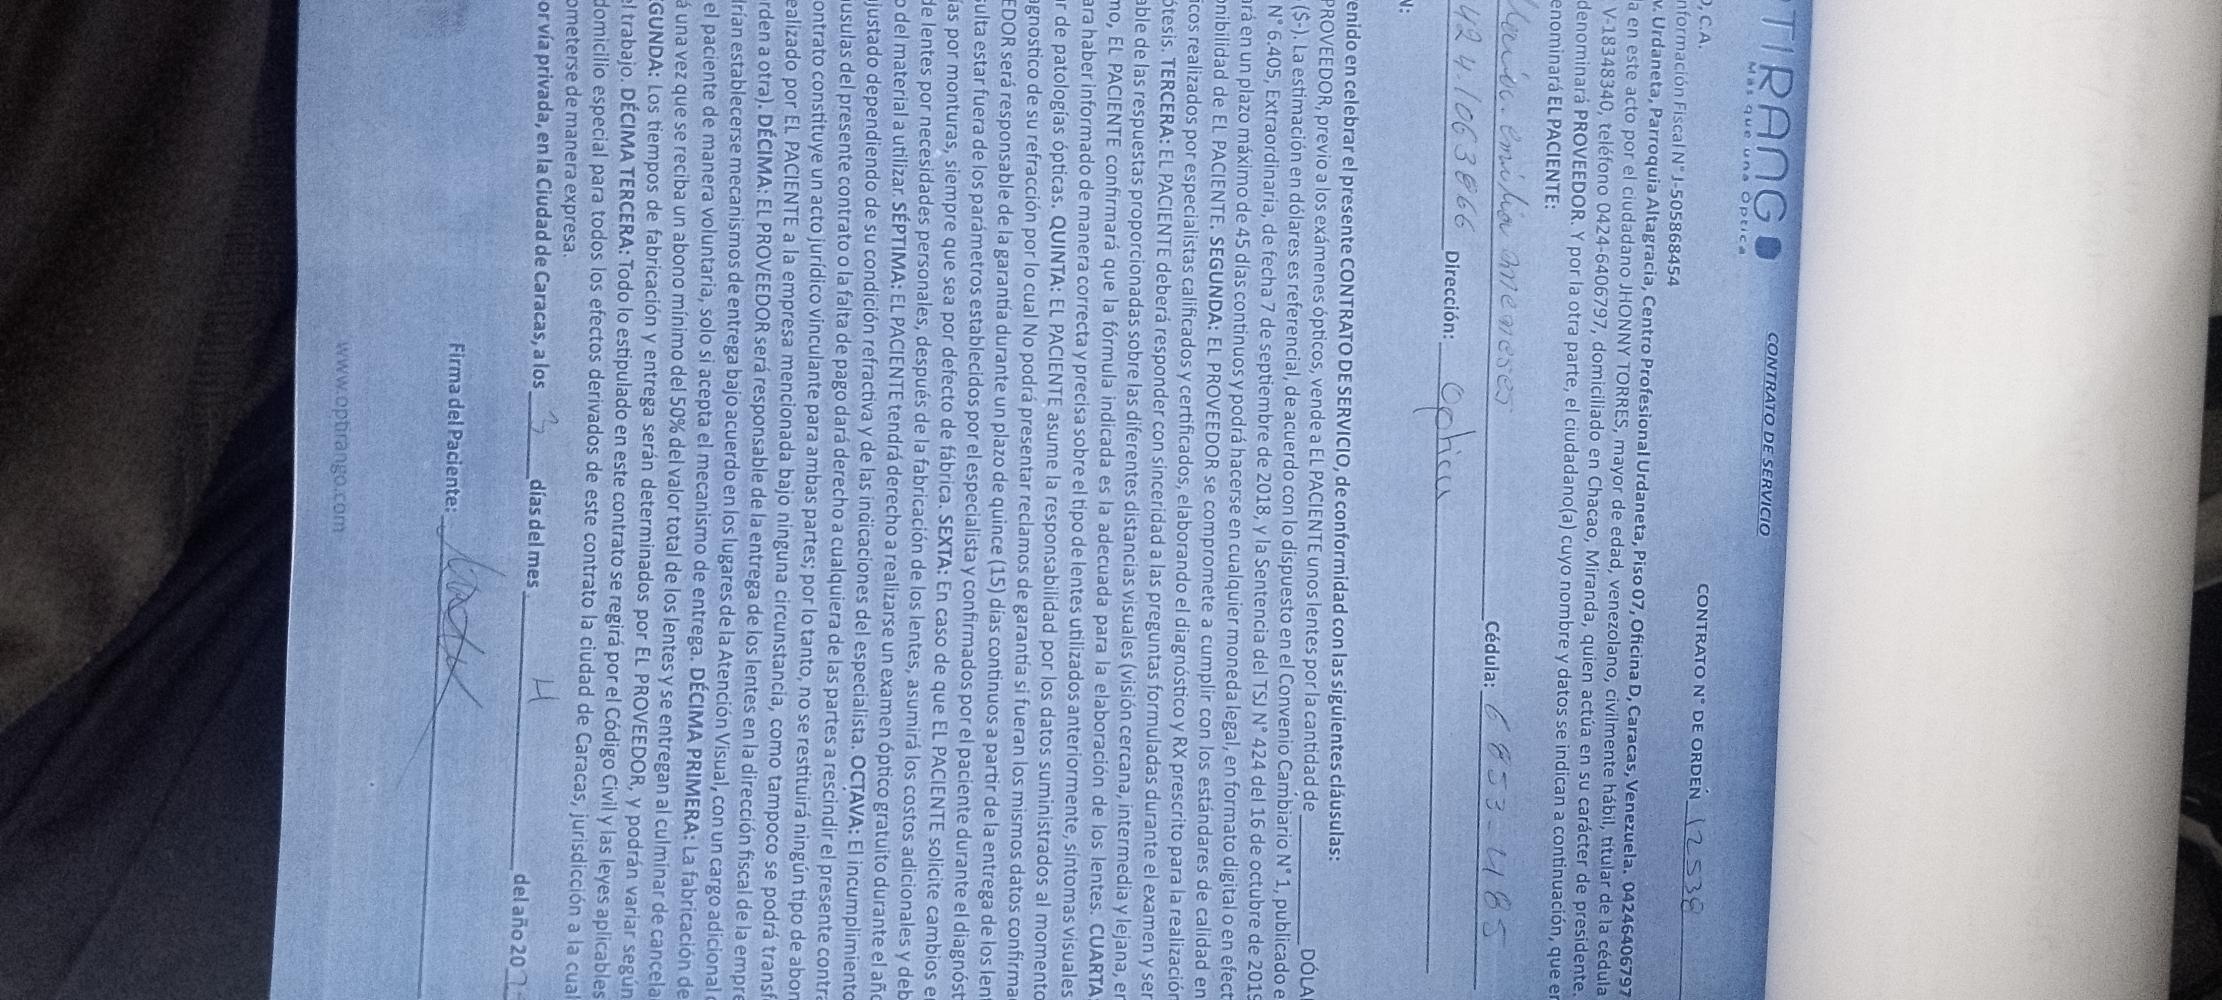 TIRANGO
Más que una Óptica
CONTRATO DE SERVICIO
CONTRATO N° DE ORDEN 12538
O, C.A.
nformación Fiscal N° J-505868454
v. Urdaneta, Parroquia Altagracia, Centro Profesional Urdaneta, Piso 07, Oficina D, Caracas, Venezuela. 04246406797
da en este acto por el ciudadano JHONNY TORRES, mayor de edad, venezolano, civilmente hábil, titular de la cédula
V-18348340, teléfono 0424-6406797, domiciliado en Chacao, Miranda, quien actúa en su carácter de presidente.
denominará PROVEEDOR. Y por la otra parte, el ciudadano(a) cuyo nombre y datos se indican a continuación, que en
enominará EL PACIENTE:
emilia Cédula: 6853-485
424.1063866 Dirección: Optica
N:
enido en celebrar el presente CONTRATO DE SERVICIO, de conformidad con las siguientes cláusulas:
PROVEEDOR, previo a los exámenes ópticos, vende a EL PACIENTE unos lentes por la cantidad de DÓLA
($-). La estimación en dólares es referencial, de acuerdo con lo dispuesto en el Convenio Cambiario N° 1, publicado e
N° 6.405, Extraordinaria, de fecha 7 de septiembre de 2018, y la Sentencia del TSJ N° 424 del 16 de octubre de 2019
ará en un plazo máximo de 45 días continuos y podrá hacerse en cualquier moneda legal, en formato digital o en efect
onibilidad de EL PACIENTE. SEGUNDA: EL PROVEEDOR se compromete a cumplir con los estándares de calidad en
icos realizados por especialistas calificados y certificados, elaborando el diagnóstico y RX prescrito para la realización
ótesis. TERCERA: EL PACIENTE deberá responder con sinceridad a las preguntas formuladas durante el examen y ser
able de las respuestas proporcionadas sobre las diferentes distancias visuales (visión cercana, intermedia y lejana, en
mo, EL PACIENTE confirmará que la fórmula indicada es la adecuada para la elaboración de los lentes. CUARTA:
ara haber informado de manera correcta y precisa sobre el tipo de lentes utilizados anteriormente, síntomas visuales
r de patologías ópticas. QUINTA: EL PACIENTE asume la responsabilidad por los datos suministrados al momento
agnostico de su refracción por lo cual No podrá presentar reclamos de garantía si fueran los mismos datos confirma
EDOR será responsable de la garantía durante un plazo de quince (15) días continuos a partir de la entrega de los len
ulta estar fuera de los parámetros establecidos por el especialista y confirmados por el paciente durante el diagnóst
ías por monturas, siempre que sea por defecto de fábrica. SEXTA: En caso de que EL PACIENTE solicite cambios e
de lentes por necesidades personales, después de la fabricación de los lentes, asumirá los costos adicionales y deb
o del material a utilizar. SÉPTIMA: EL PACIENTE tendrá derecho a realizarse un examen óptico gratuito durante el año
ajustado dependiendo de su condición refractiva y de las indicaciones del especialista. OCTAVA: El incumplimiento
usulas del presente contrato o la falta de pago dará derecho a cualquiera de las partes a rescindir el presente contra
ontrato constituye un acto jurídico vinculante para ambas partes; por lo tanto, no se restituirá ningún tipo de abon
ealizado por EL PACIENTE a la empresa mencionada bajo ninguna circunstancia, como tampoco se podrá transf
rden a otra). DÉCIMA: EL PROVEEDOR será responsable de la entrega de los lentes en la dirección fiscal de la empre
drían establecerse mecanismos de entrega bajo acuerdo en los lugares de la Atención Visual, con un cargo adicional
el paciente de manera voluntaria, solo si acepta el mecanismo de entrega. DÉCIMA PRIMERA: La fabricación de
á una vez que se reciba un abono mínimo del 50% del valor total de los lentes y se entregan al culminar de cancela
GUNDA: Los tiempos de fabricación y entrega serán determinados por EL PROVEEDOR, y podrán variar según
el trabajo. DÉCIMA TERCERA: Todo lo estipulado en este contrato se regirá por el Código Civil y las leyes aplicables
domicilio especial para todos los efectos derivados de este contrato la ciudad de Caracas, jurisdicción a la cual
ometerse de manera expresa.
or vía privada, en la Ciudad de Caracas, a los 3 días del mes 4 del año 20
Firma del Paciente:
www.optirango.com